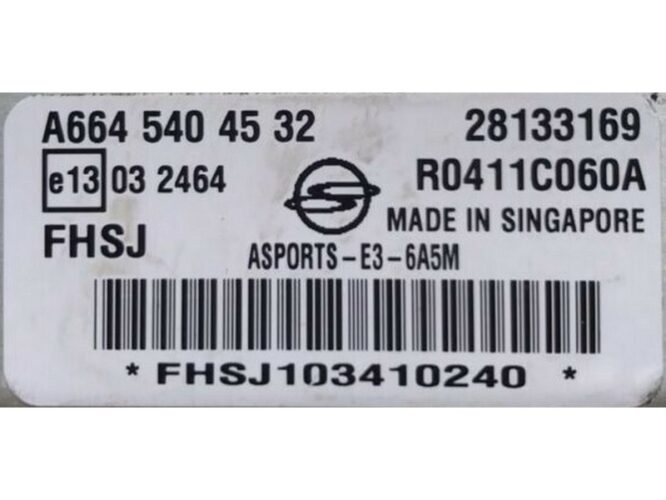 A664 540 45 32 28133169
e13 03 2464 R0411C060A
MADE IN SINGAPORE
FHSJ ASPORTS-E3-6A5M
* FHSJ103410240 *